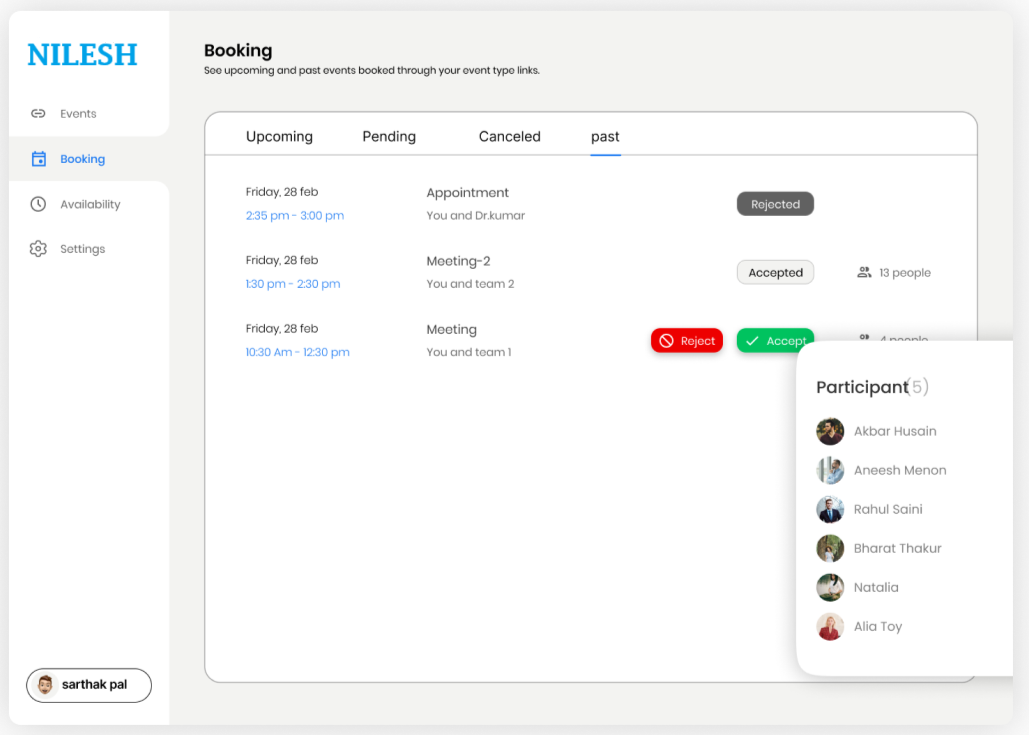 NILESH
Events
Booking
Availability
Settings
sarthak pal
Booking
See upcoming and past events booked through your event type links.
Upcoming Pending Canceled past
Friday, 28 feb Appointment
2:35 pm - 3:00 pm You and Dr.kumar
Rejected
Friday, 28 feb Meeting-2
1:30 pm - 2:30 pm You and team 2
Accepted 13 people
Friday, 28 feb Meeting
10:30 Am - 12:30 pm You and team 1
Reject Accept 4 people
Participant(5)
Akbar Husain
Aneesh Menon
Rahul Saini
Bharat Thakur
Natalia
Alia Toy